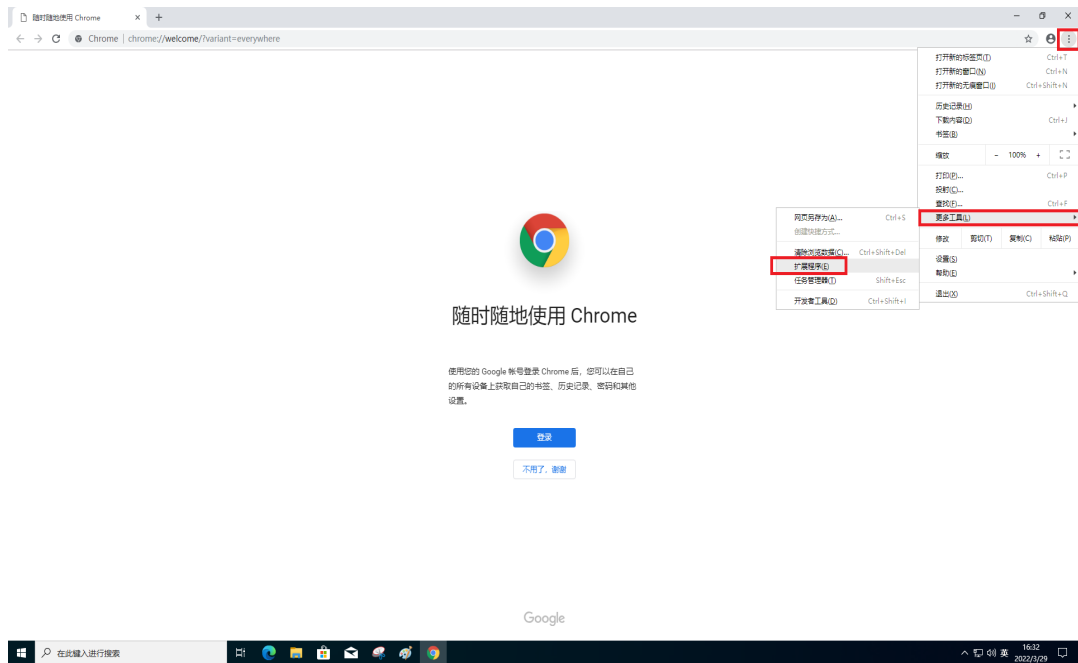 随时随地使用 Chrome
Chrome | chrome://welcome/?variant=everywhere
打开新的标签页(T) Ctrl+T
打开新的窗口(N) Ctrl+N
打开新的无痕窗口(I) Ctrl+Shift+N
历史记录(H)
下载内容(D) Ctrl+J
书签(B)
缩放 - 100% +
打印(P)... Ctrl+P
投射(C)...
查找(F)... Ctrl+F
更多工具(L)
修改 剪切(T) 复制(C) 粘贴(P)
设置(S)
帮助(E)
退出(X) Ctrl+Shift+Q
网页另存为(A)... Ctrl+S
创建快捷方式...
清除浏览数据(C)... Ctrl+Shift+Del
扩展程序(E)
任务管理器(T) Shift+Esc
开发者工具(D) Ctrl+Shift+I
随时随地使用 Chrome
使用您的 Google 帐号登录 Chrome 后，您可以在自己
的所有设备上获取自己的书签、历史记录、密码和其他
设置。
登录
不用了，谢谢
Google
在此键入进行搜索
英
16:32
2022/3/29